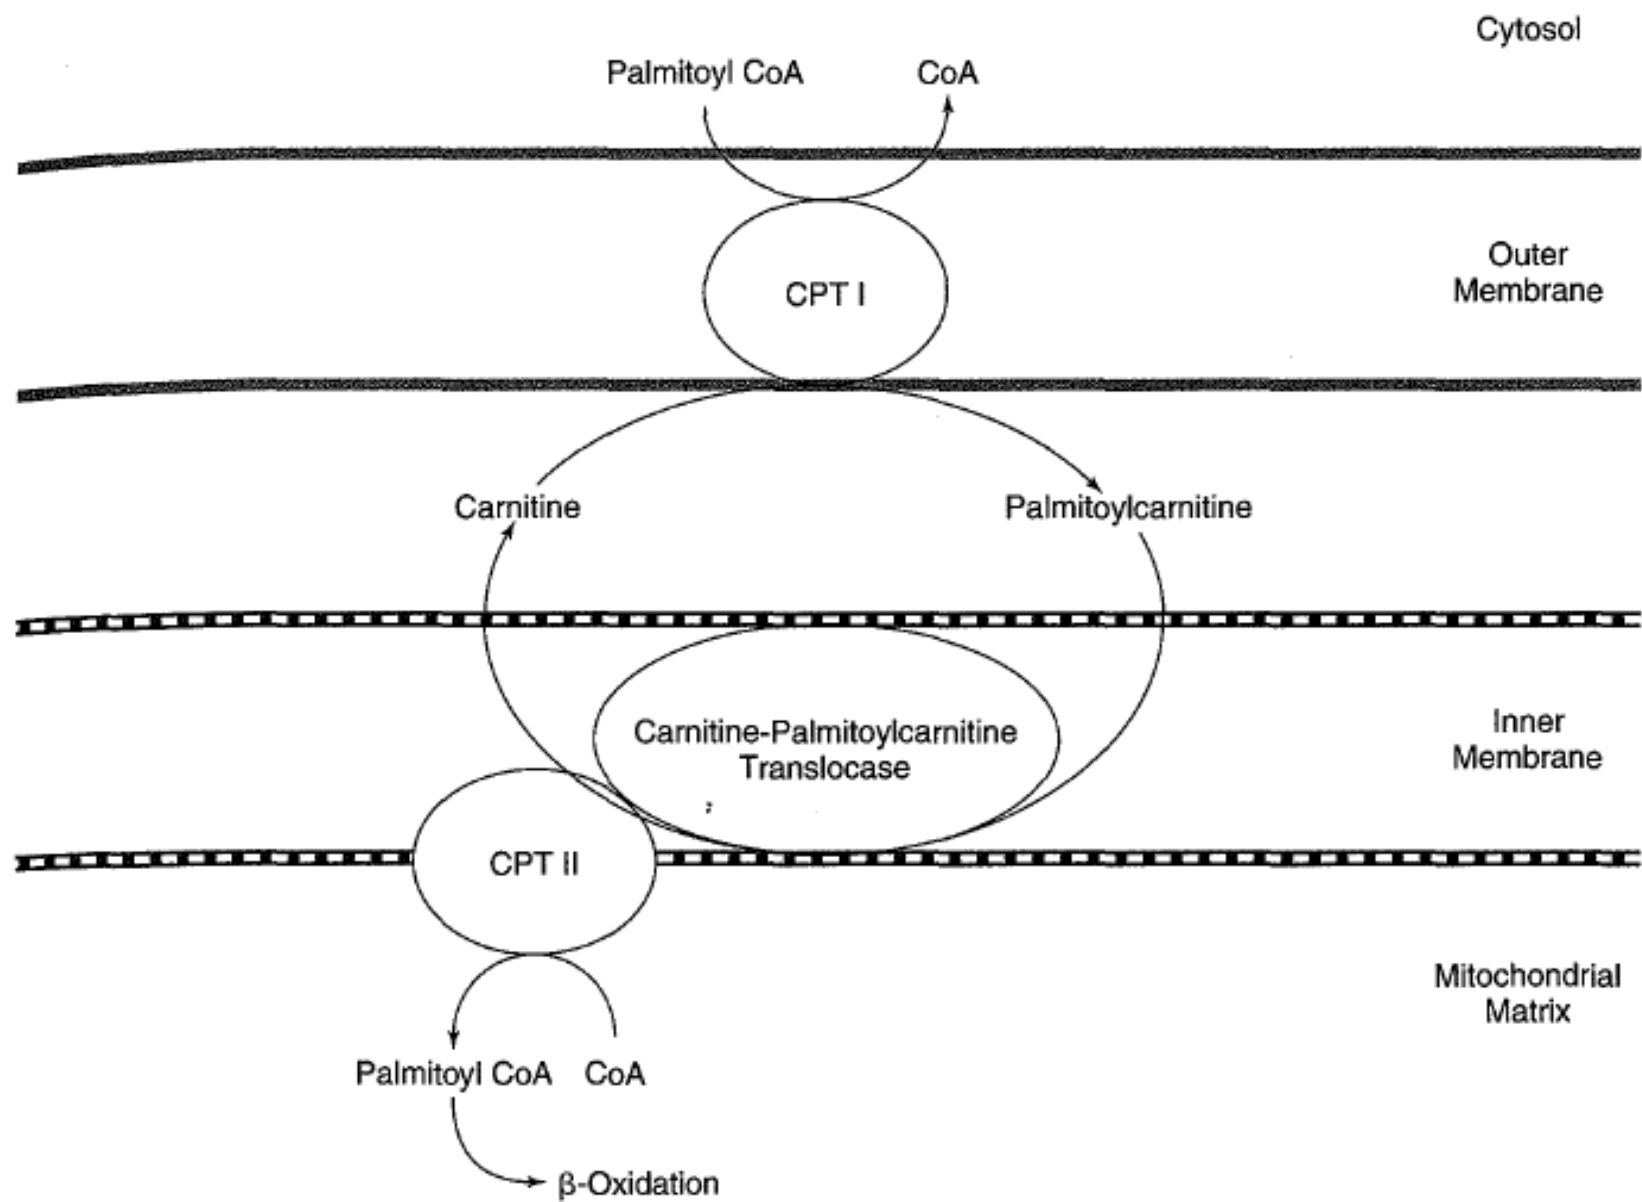 Cytosol
Palmitoyl CoA
CoA
Outer
Membrane
CPT I
Carnitine
Palmitoylcarnitine
Inner
Membrane
Carnitine-Palmitoylcarnitine
Translocase
CPT II
Mitochondrial
Matrix
Palmitoyl CoA
CoA
β-Oxidation